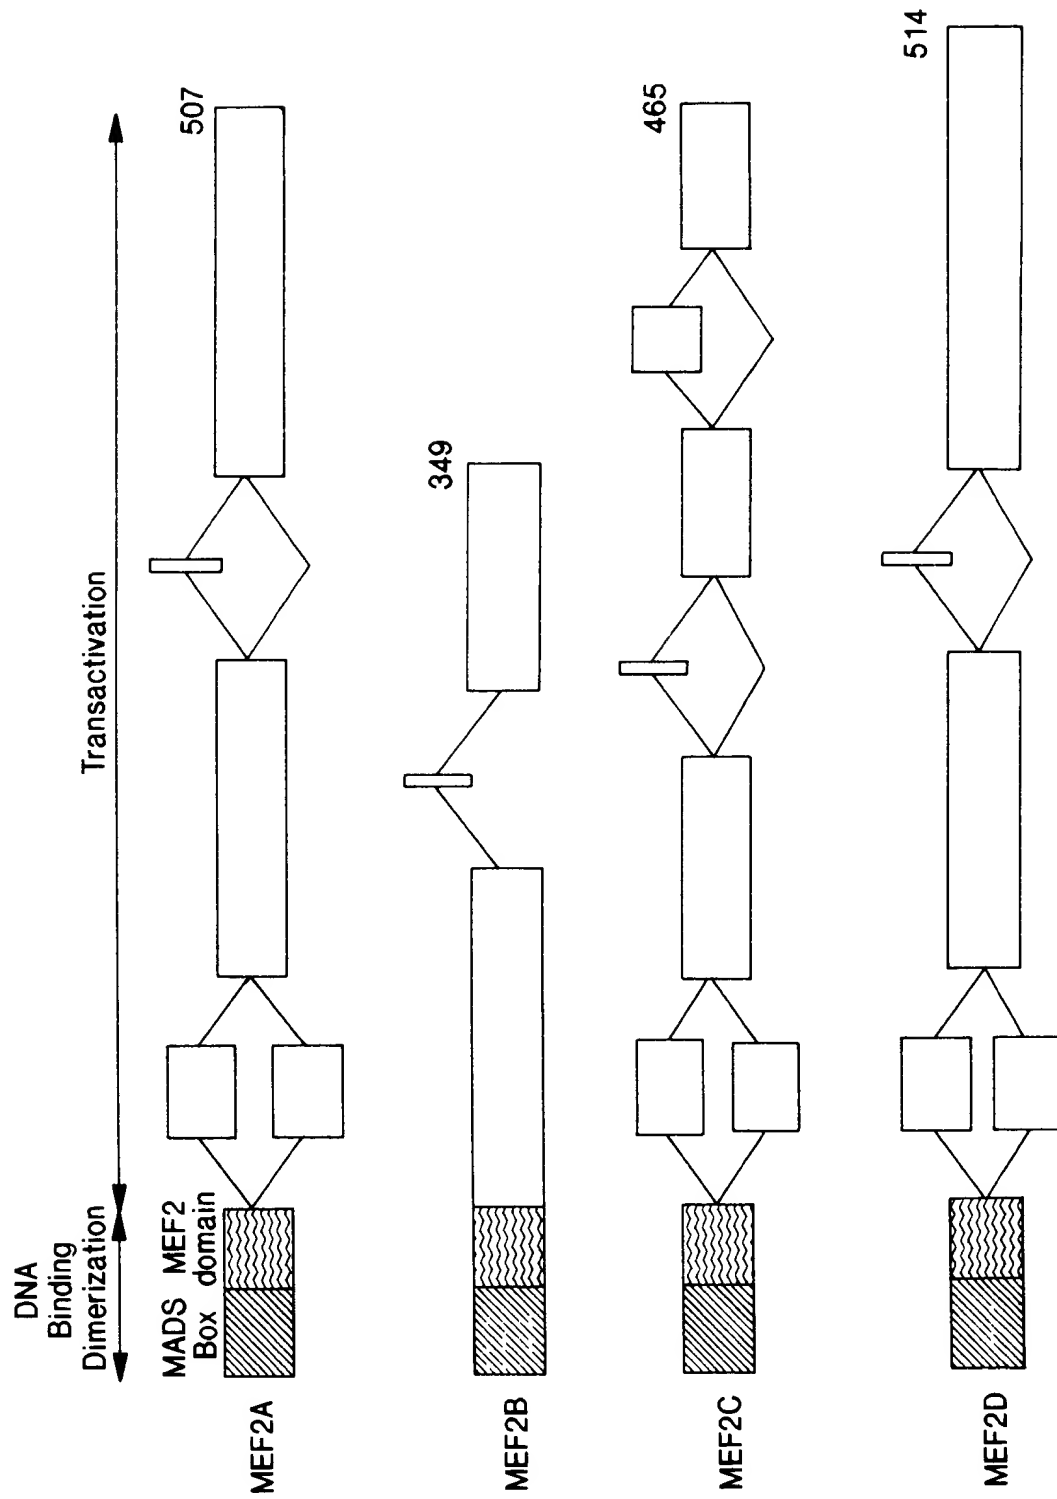 DNA
Binding
Dimerization
Transactivation
MADS MEF2
Box domain
MEF2A
507
MEF2B
349
MEF2C
465
MEF2D
514